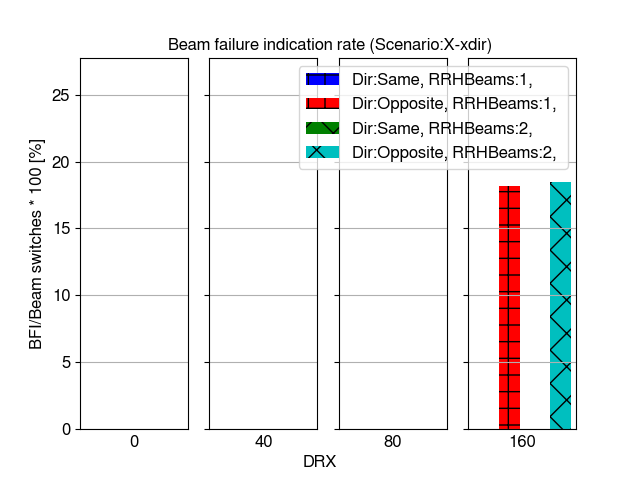 Beam failure indication rate (Scenario:X-xdir)
Dir:Same, RRHBeams:1,
Dir:Opposite, RRHBeams:1,
Dir:Same, RRHBeams:2,
Dir:Opposite, RRHBeams:2,
BFI/Beam switches * 100 [%]
25
20
15
10
5
0
0 40 80 160
DRX